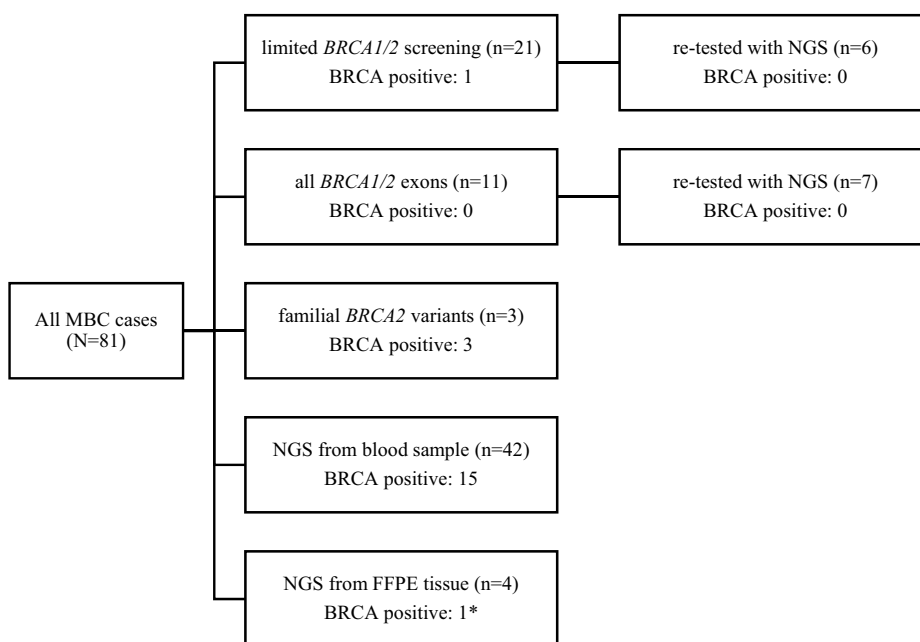 limited BRCA1/2 screening (n=21)
BRCA positive: 1
re-tested with NGS (n=6)
BRCA positive: 0
all BRCA1/2 exons (n=11)
BRCA positive: 0
re-tested with NGS (n=7)
BRCA positive: 0
All MBC cases
(N=81)
familial BRCA2 variants (n=3)
BRCA positive: 3
NGS from blood sample (n=42)
BRCA positive: 15
NGS from FFPE tissue (n=4)
BRCA positive: 1*